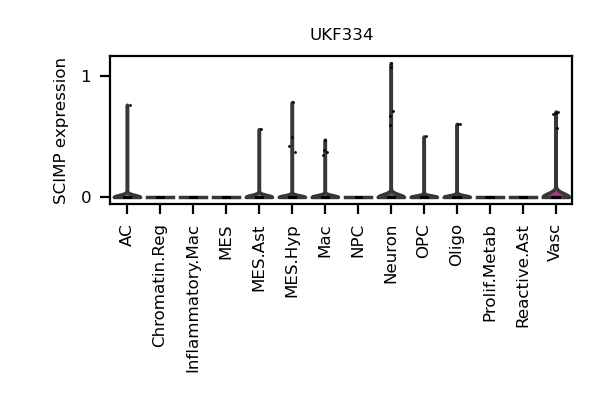 UKF334
SCIMP expression
1
0
AC
Chromatin.Reg
Inflammatory.Mac
MES
MES.Ast
MES.Hyp
Mac
NPC
Neuron
OPC
Oligo
Prolif.Metab
Reactive.Ast
Vasc